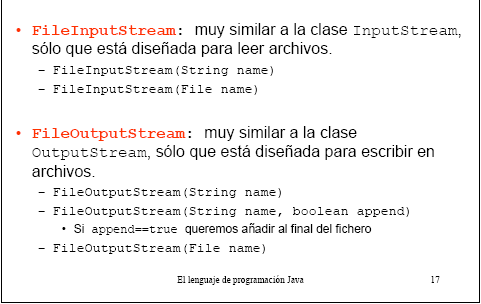 • FileInputStream: muy similar a la clase InputStream,
sólo que está diseñada para leer archivos.
– FileInputStream(String name)
– FileInputStream(File name)
• FileOutputStream: muy similar a la clase
OutputStream, sólo que está diseñada para escribir en
archivos.
– FileOutputStream(String name)
– FileOutputStream(String name, boolean append)
• Si append==true queremos añadir al final del fichero
– FileOutputStream(File name)
El lenguaje de programación Java 17